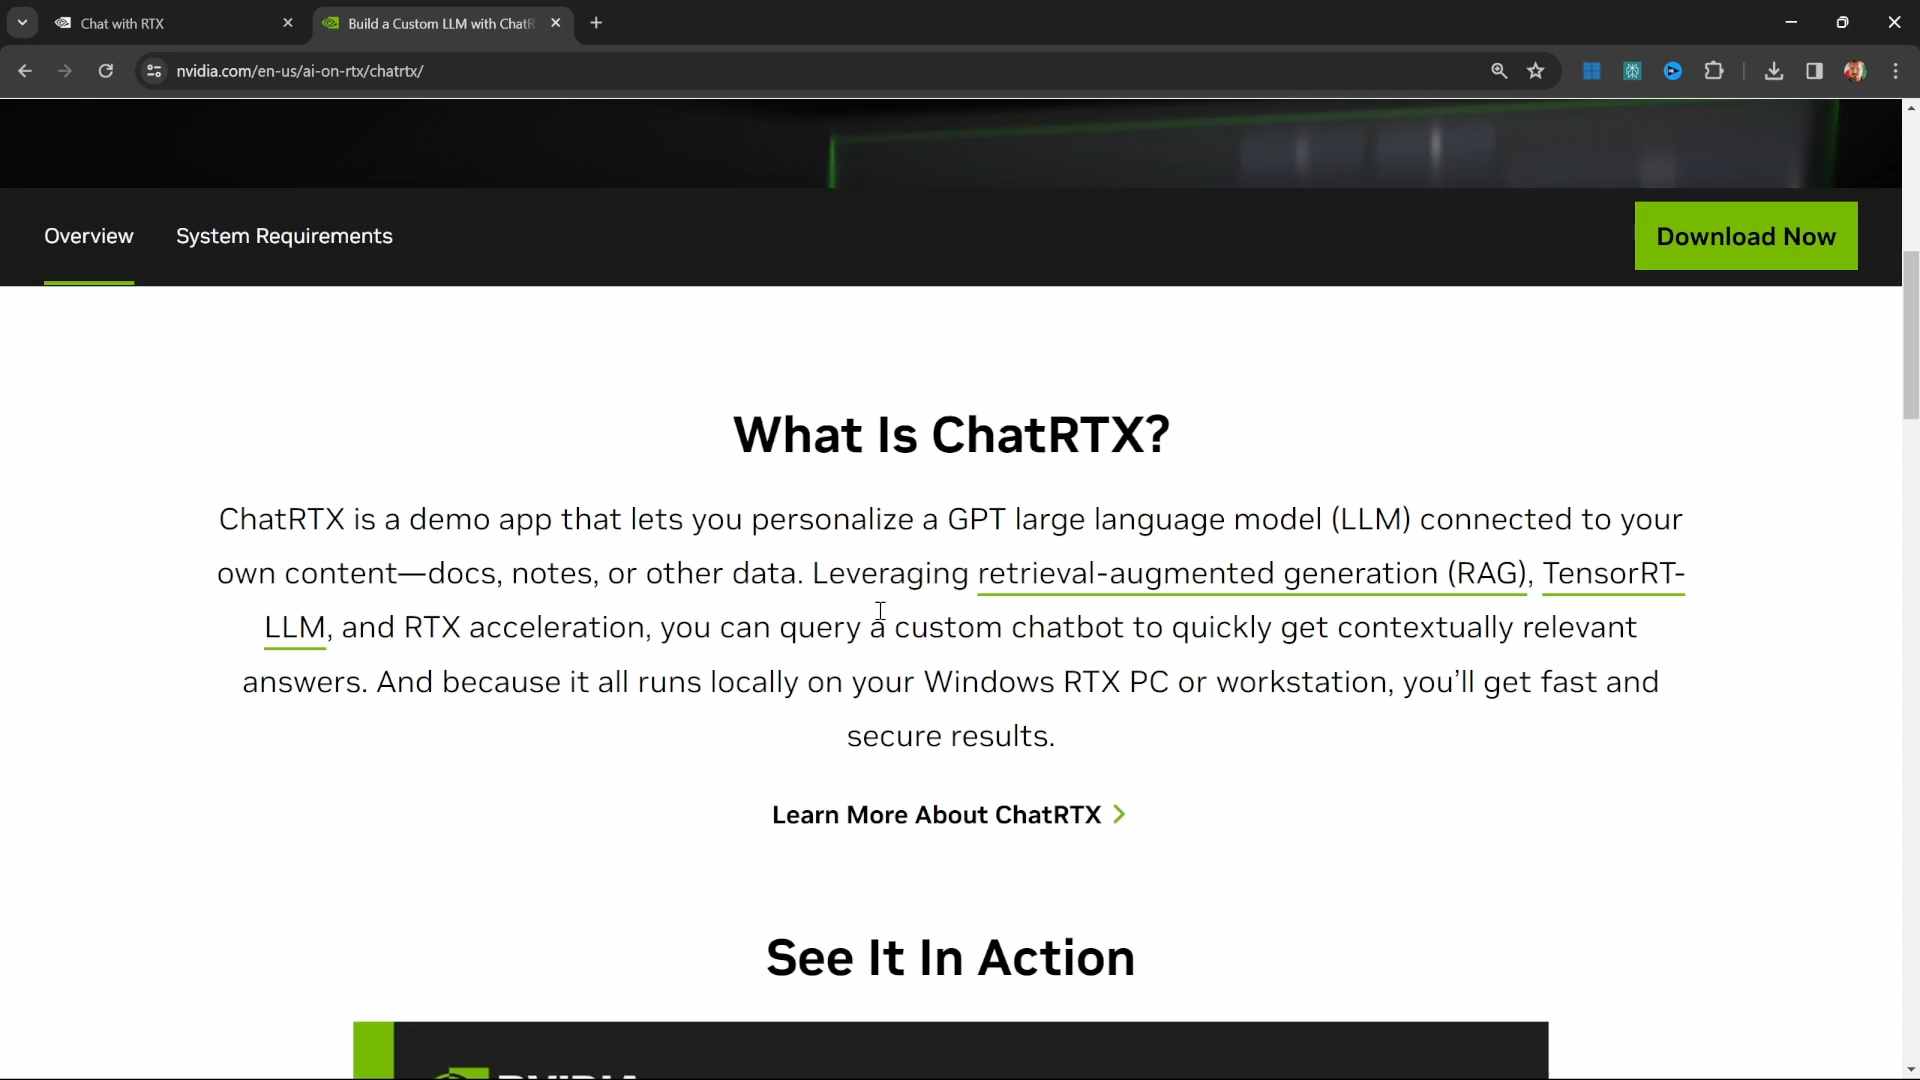 Chat with RTX
Build a Custom LLM with ChatR
nvidia.com/en-us/ai-on-rtx/chatrtx/
Overview
System Requirements
Download Now
What Is ChatRTX?
ChatRTX is a demo app that lets you personalize a GPT large language model (LLM) connected to your
own content—docs, notes, or other data. Leveraging retrieval-augmented generation (RAG), TensorRT-
LLM, and RTX acceleration, you can query a custom chatbot to quickly get contextually relevant
answers. And because it all runs locally on your Windows RTX PC or workstation, you’ll get fast and
secure results.
Learn More About ChatRTX
See It In Action